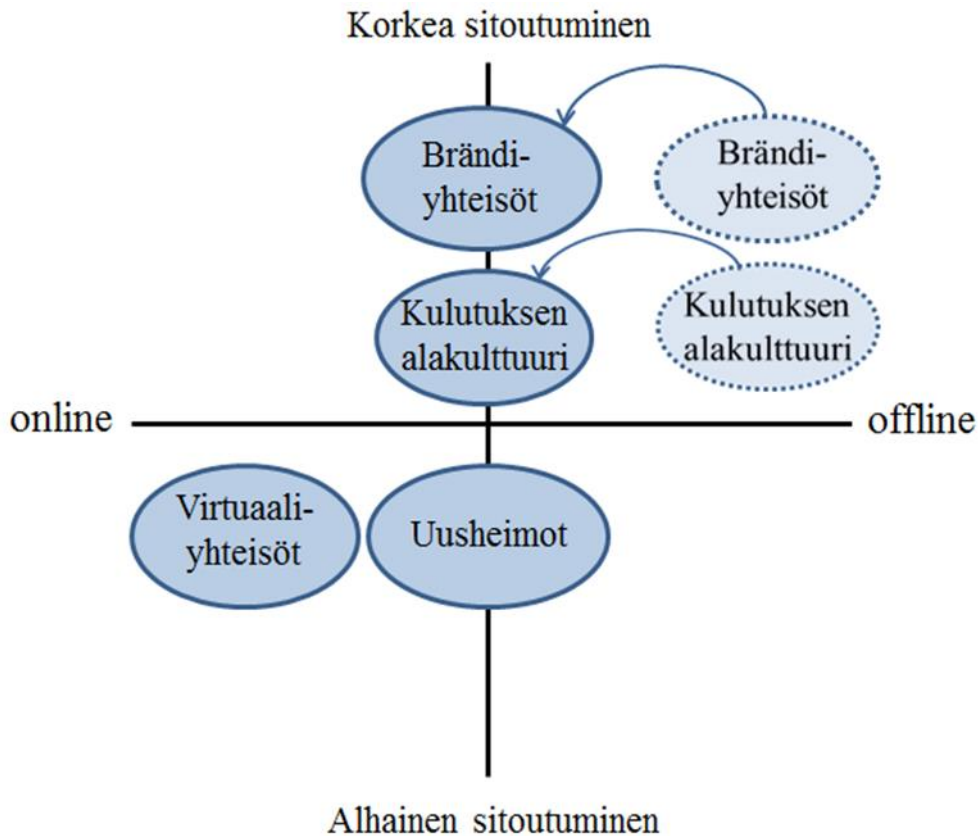 Korkea sitoutuminen
Brändi-
yhteisöt
Brändi-
yhteisöt
Kulutuksen
alakulttuuri
Kulutuksen
alakulttuuri
online
offline
Virtuaali-
yhteisöt
Uusheimot
Alhainen sitoutuminen